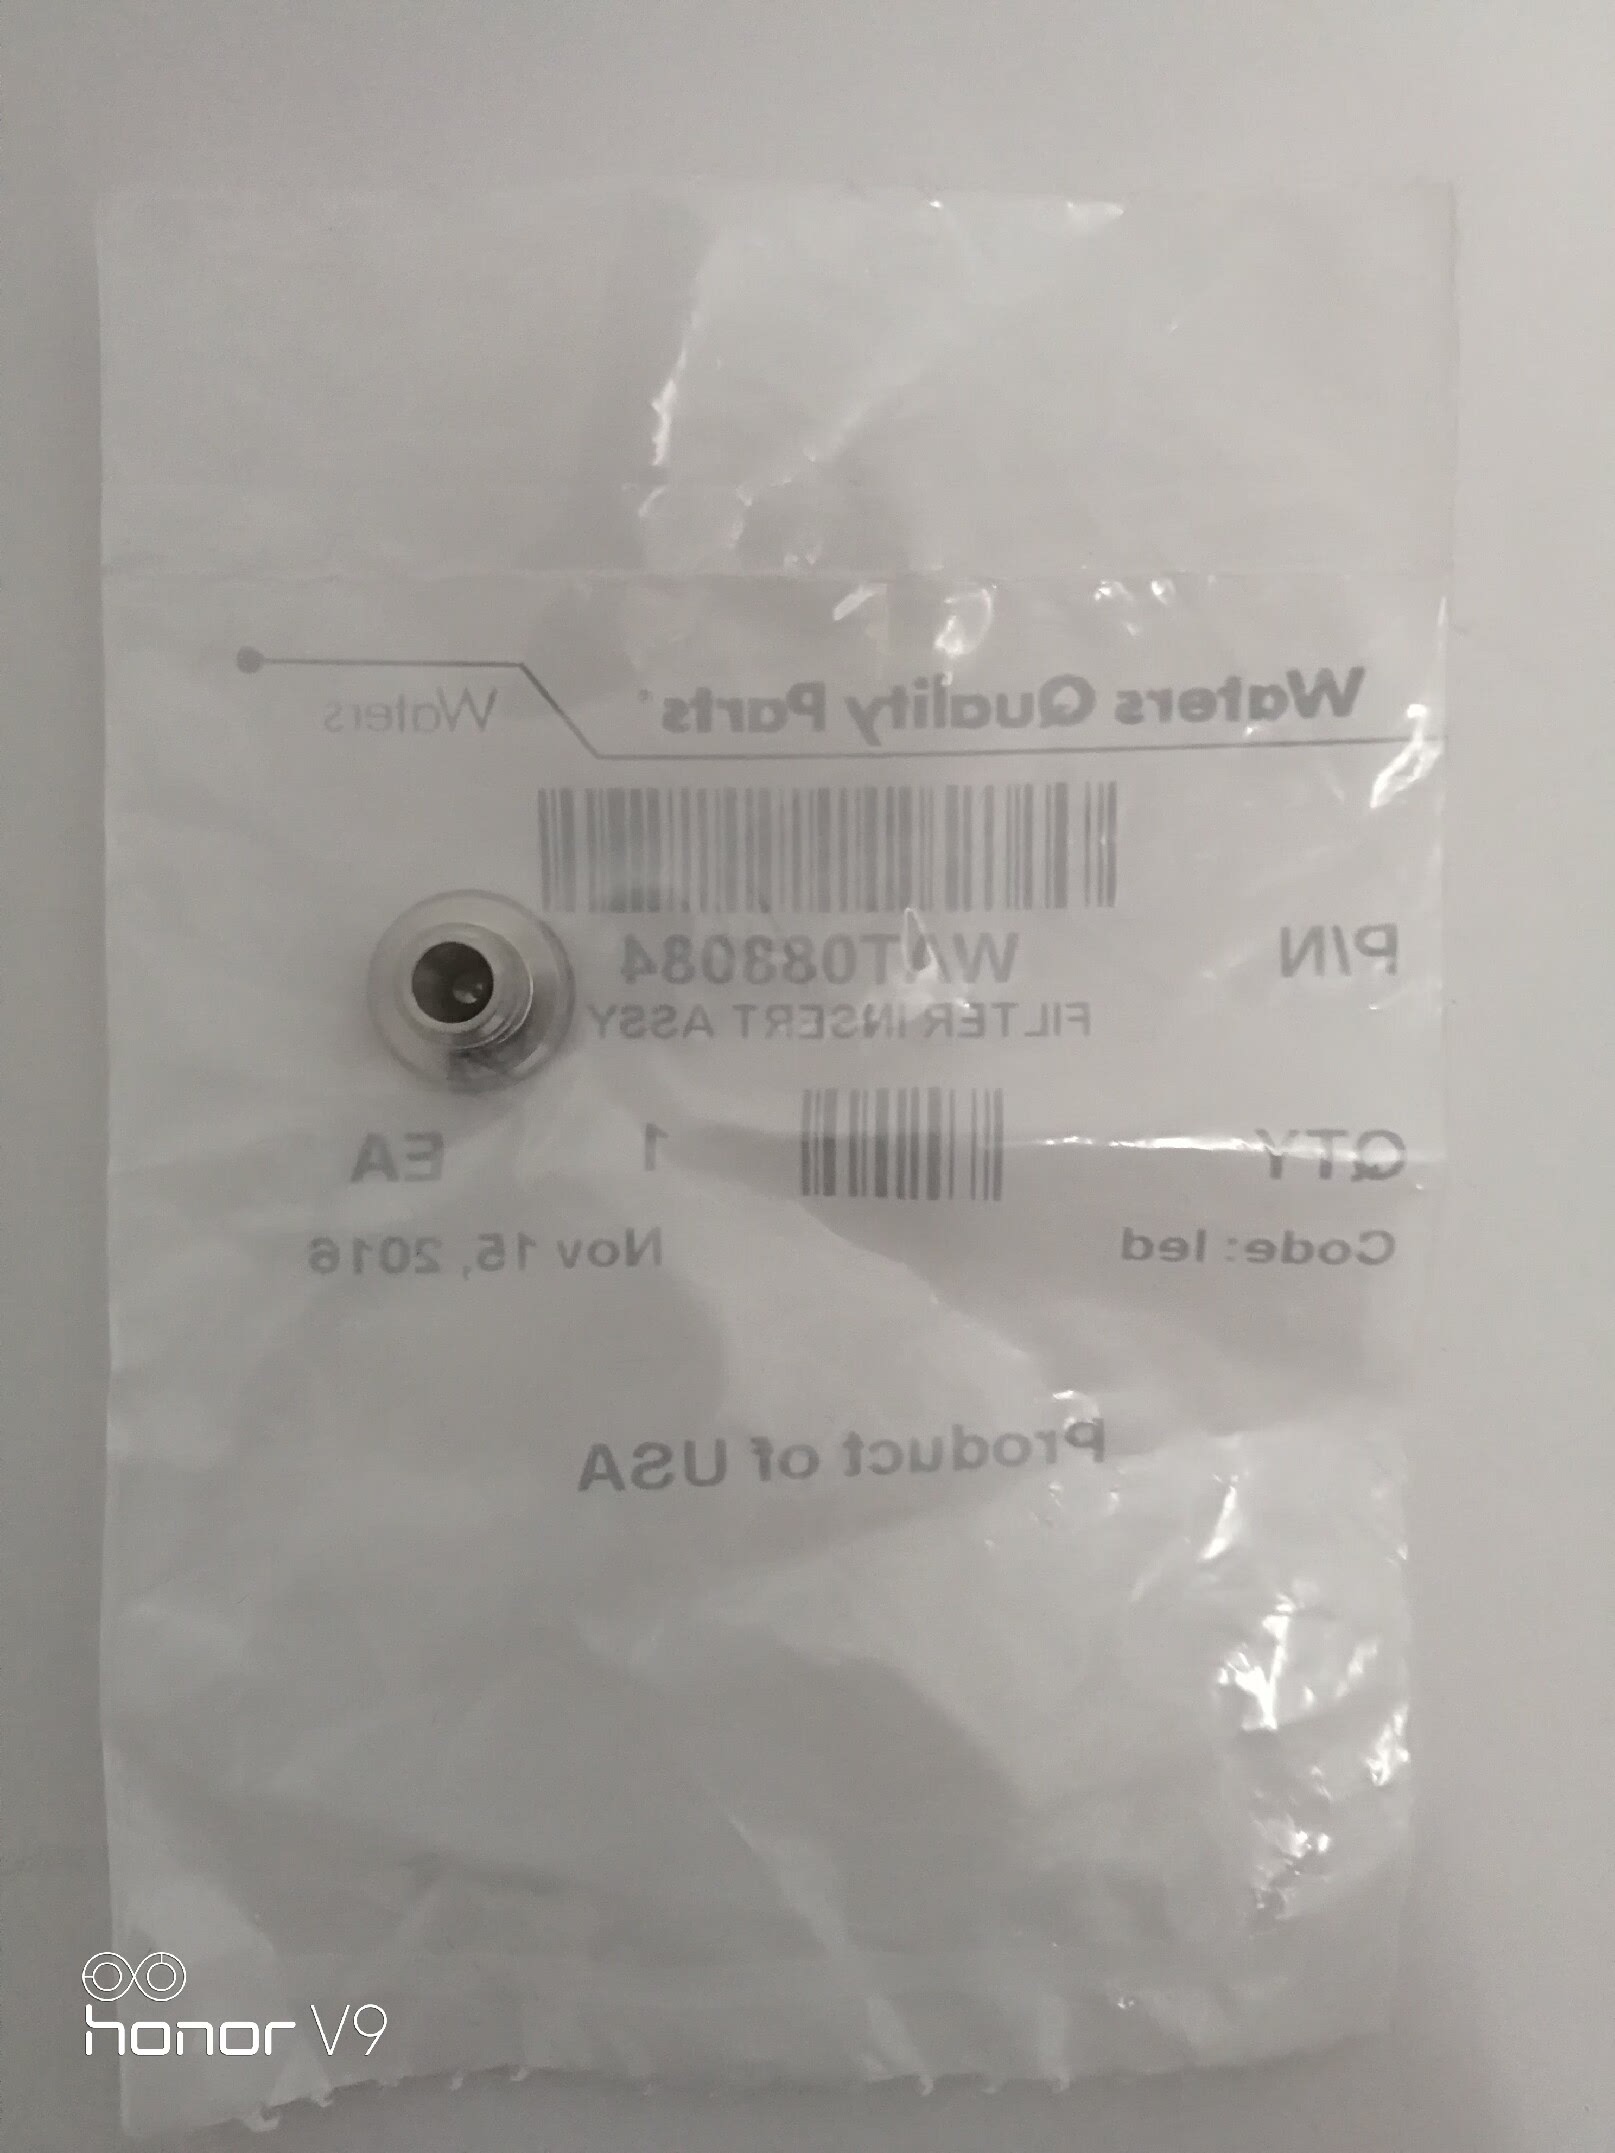 Waters Quality Parts®
Waters
P/N
WAT088084
FILTER INSERT ASSY
QTY 1 EA
Code: led Nov 15, 2016
Product of USA
honor V9